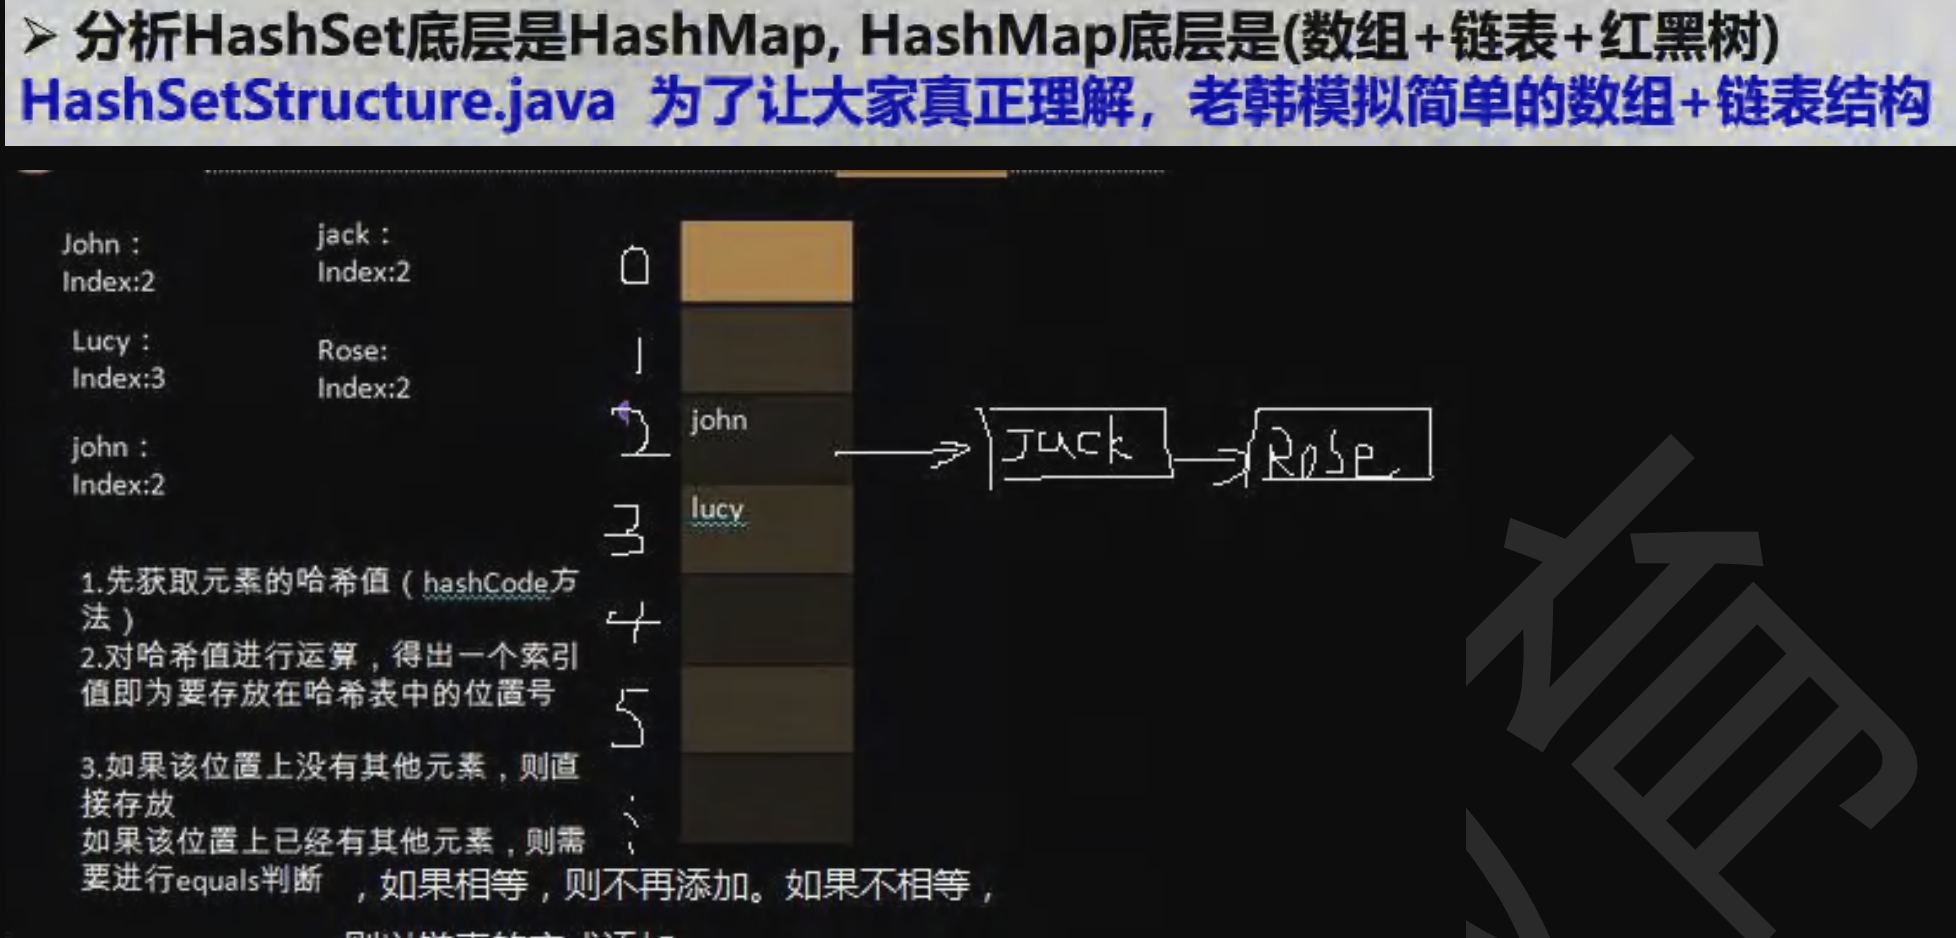 ➢ 分析HashSet底层是HashMap, HashMap底层是(数组+链表+红黑树)
HashSetStructure.java 为了让大家真正理解，老韩模拟简单的数组+链表结构
John：
Index:2
jack：
Index:2
Lucy：
Index:3
Rose:
Index:2
john：
Index:2
1.先获取元素的哈希值（hashCode方
法）
2.对哈希值进行运算，得出一个索引
值即为要存放在哈希表中的位置号
3.如果该位置上没有其他元素，则直
接存放
如果该位置上已经有其他元素，则需
要进行equals判断，如果相等，则不再添加。如果不相等，
0
1
2
john
Jack
Rose
3
lucy
4
5